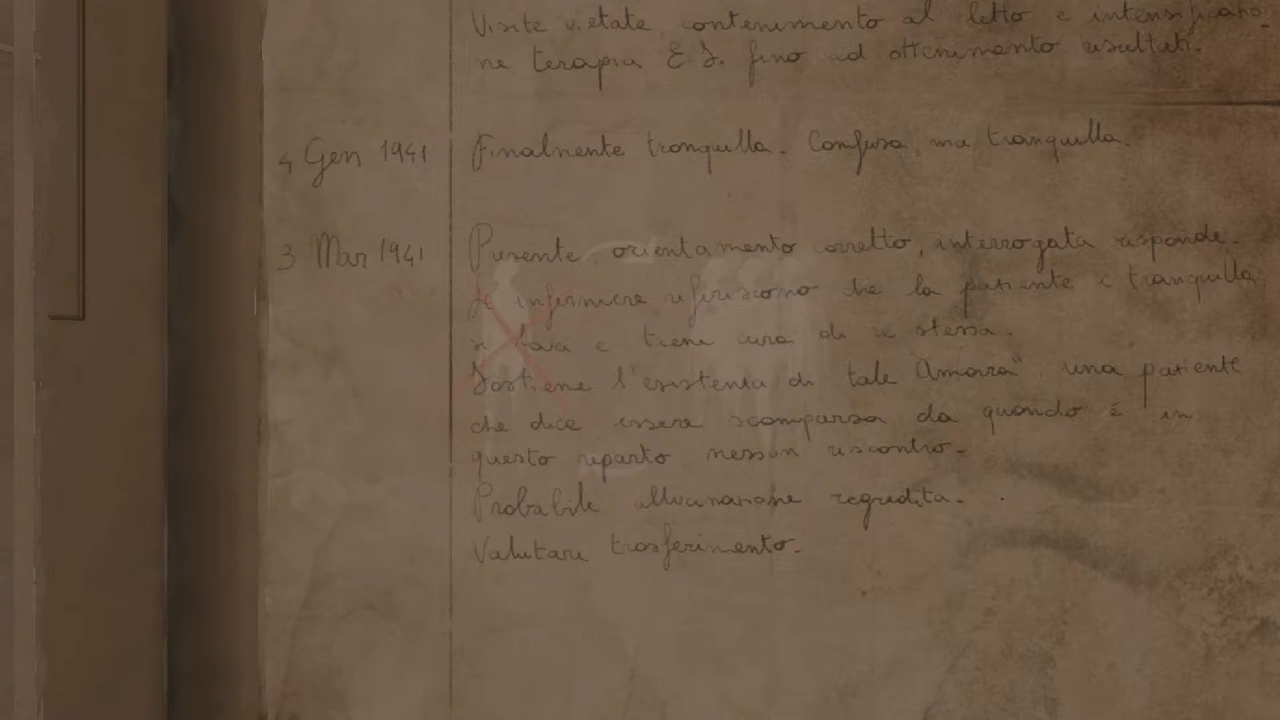 Visite vietate, contenimento al letto e intensificazio-
ne terapia E.S. fino ad ottenimento risultati.
4 Gen 1941
Finalmente tranquilla. Confusa, ma tranquilla.
3 Mar 1941
Presente, orientamento corretto, interrogata risponde.
Le infermiere riferiscono che la paziente è tranquilla,
si lava e tiene cura di se stessa.
Sostiene l'esistenza di tale "Amara", una paziente
che dice essere scomparsa da quando é in
questo reparto nessun riscontro.
Probabile allucinazione regredita.
Valutare trasferimento.